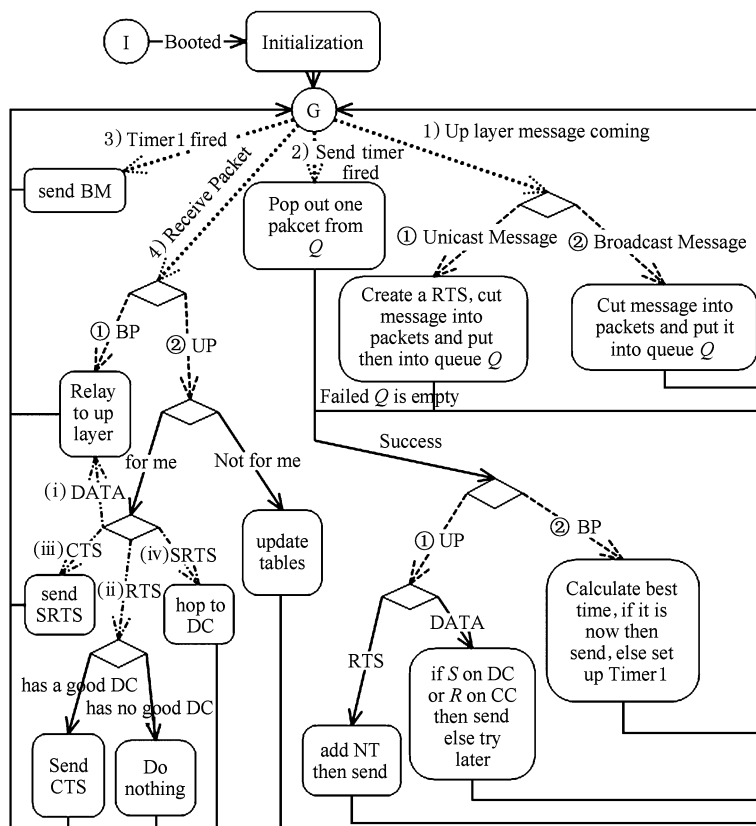 I
Booted
Initialization
G
3) Timer1 fired
4) Receive Packet
2) Send timer
fired
1) Up layer message coming
send BM
Pop out one
pakcet from
Q
① Unicast Message
② Broadcast Message
Create a RTS, cut
message into
packets and put
then into queue Q
Cut message into
packets and put it
into queue Q
① BP
② UP
Relay
to up
layer
Failed Q is empty
Success
for me
Not for me
(i) DATA
(iii) CTS
(ii) RTS
(iv) SRTS
send
SRTS
hop to
DC
update
tables
① UP
② BP
RTS
DATA
Calculate best
time, if it is
now then
send, else set
up Timer1
has a good DC
has no good DC
Send
CTS
Do
nothing
add NT
then send
if S on DC
or R on CC
then send
else try
later